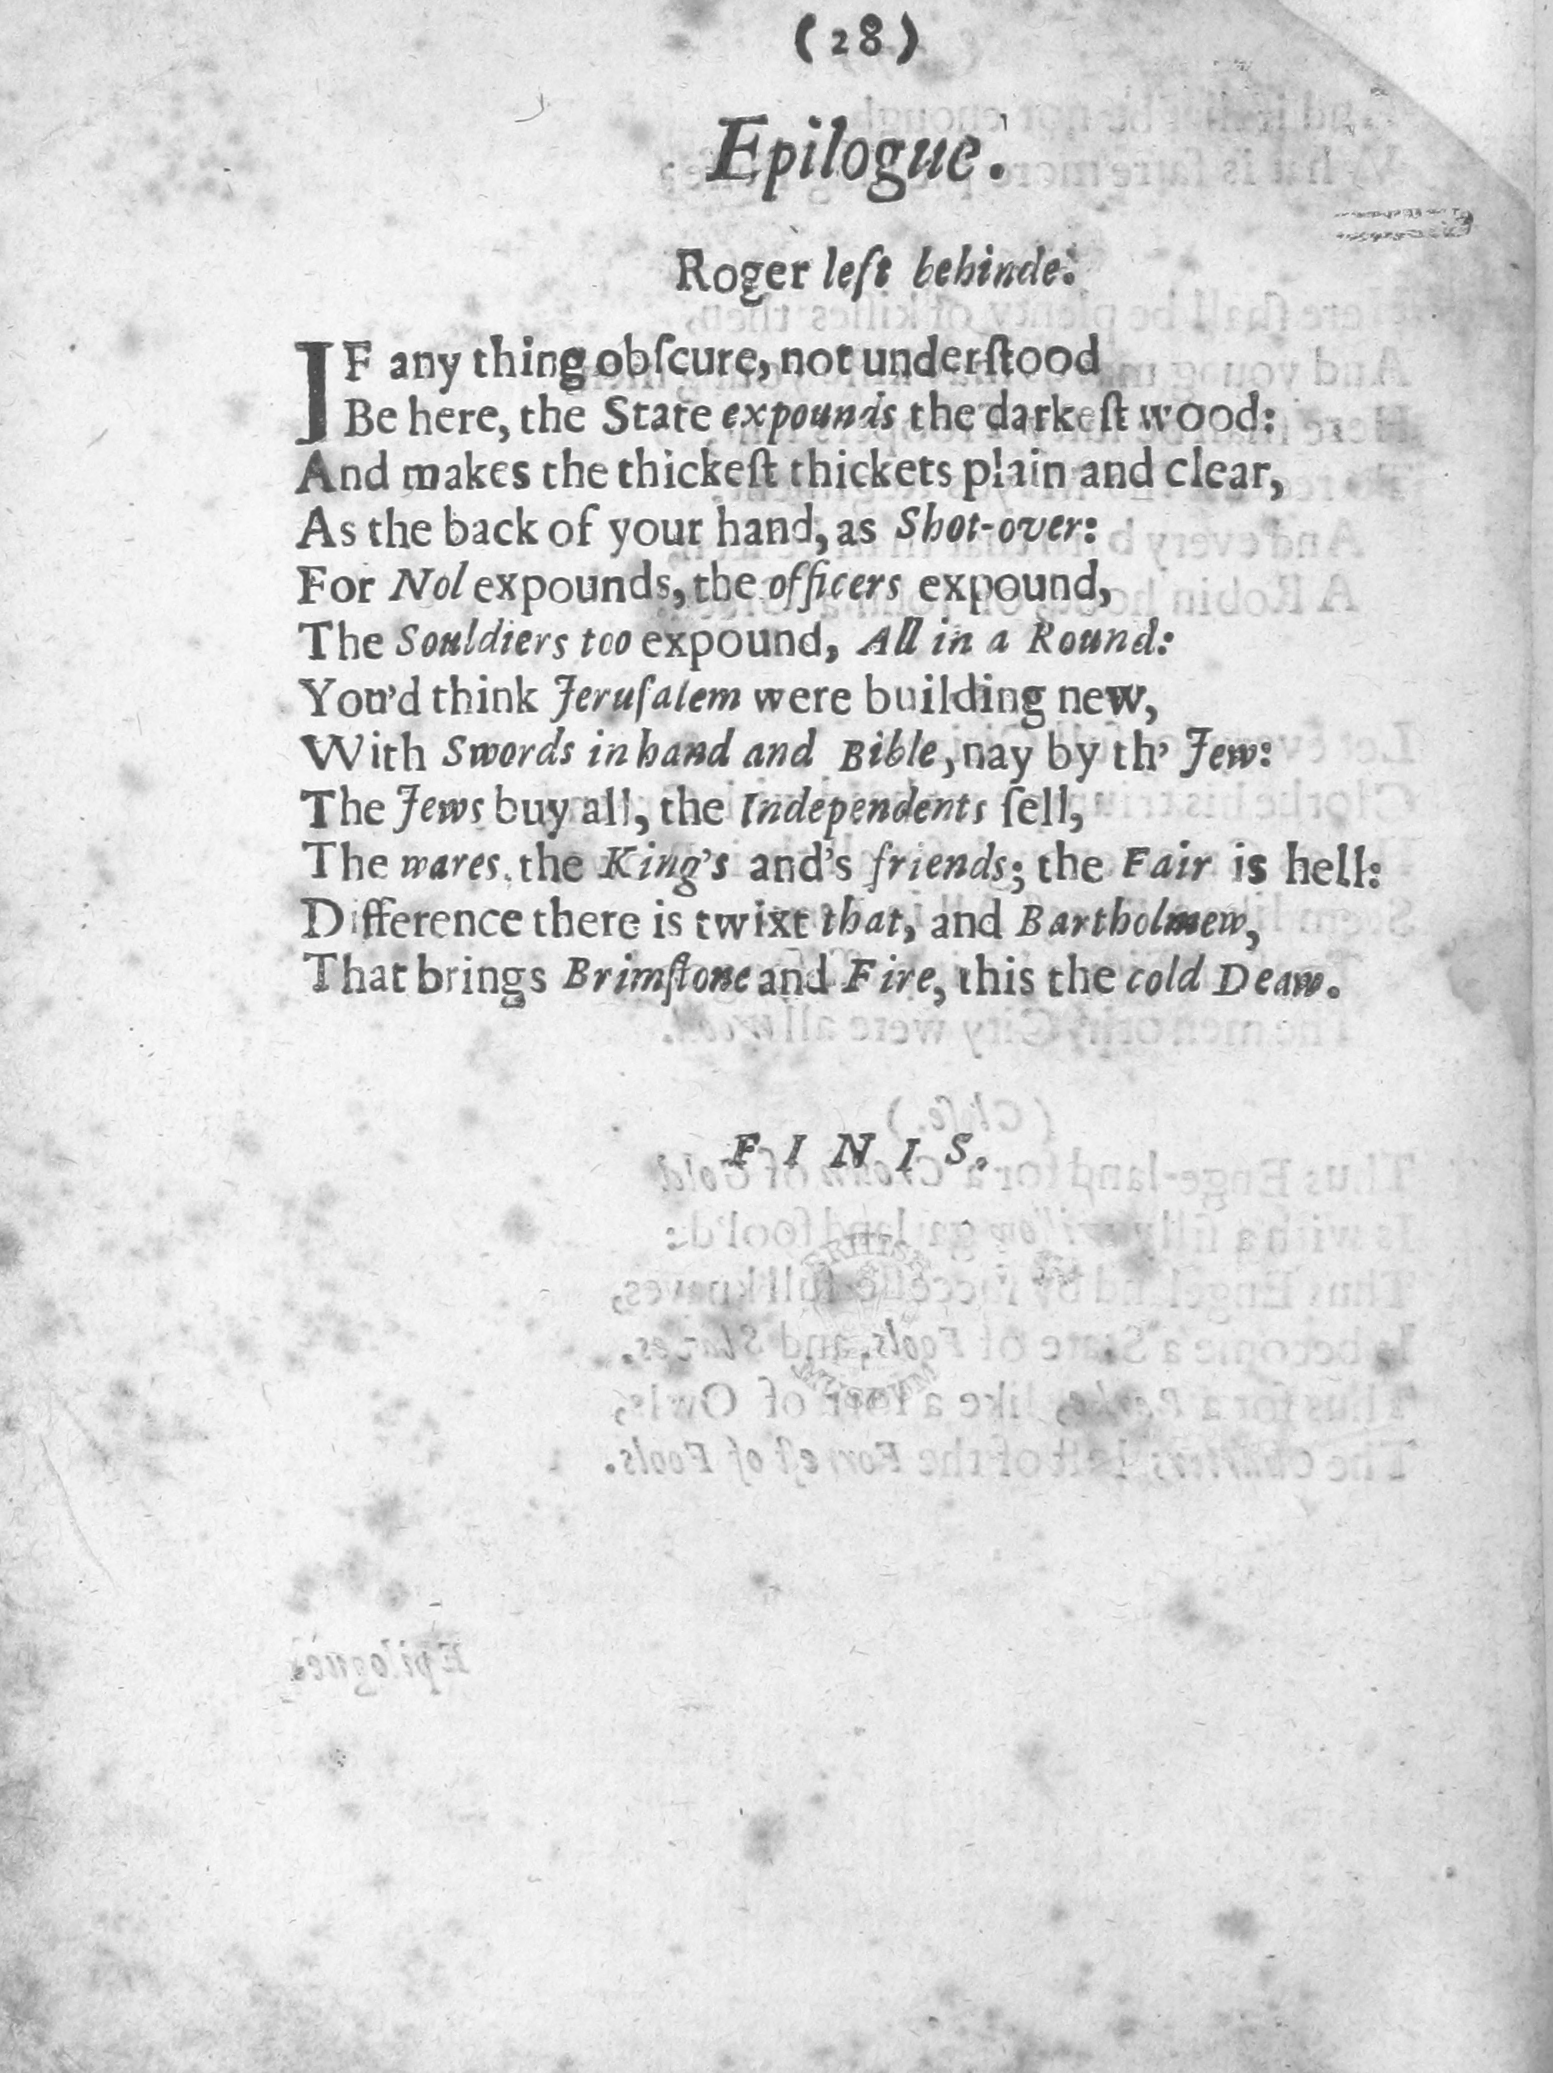 (28)
Epilogue.
Roger left behinde.
IF any thing obſcure, not underſtood
Be here, the State expounds the darkeſt wood:
And makes the thickeſt thickets plain and clear,
As the back of your hand, as Shot-over:
For Nol expounds, the officers expound,
The Souldiers too expound, All in a Round:
You'd think Jeruſalem were building new,
With Swords in hand and Bible, nay by th' Jew:
The Jews buy all, the Independents ſell,
The wares, the King's and's friends; the Fair is hell:
Difference there is twixt that, and Bartholmew,
That brings Brimſtone and Fire, this the cold Deaw.
FINIS.
BRITISH
MUSEUM